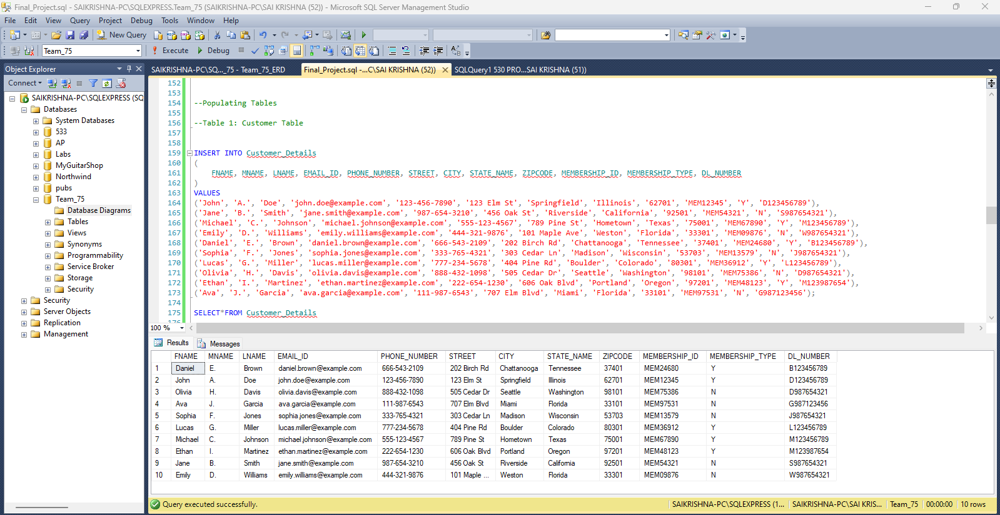 Final_Project.sql - SAIKRISHNA-PC\SQLEXPRESS.Team_75 (SAIKRISHNA-PC\SAI KRISHNA (52)) - Microsoft SQL Server Management Studio
File Edit View Query Project Debug Tools Window Help
New Query
Team_75 Execute Debug
Object Explorer
Connect
SAIKRISHNA-PC\SQLEXPRESS (SQ
Databases
System Databases
533
AP
Labs
MyGuitarShop
Northwind
pubs
Team_75
Database Diagrams
Tables
Views
Synonyms
Programmability
Service Broker
Storage
Security
Security
Server Objects
Replication
Management
SAIKRISHNA-PC\SQ..._75 - Team_75_ERD Final_Project.sql -...C\SAI KRISHNA (52)) SQLQuery1 530 PRO...SAI KRISHNA (51))
152
153
154 --Populating Tables
155
156 --Table 1: Customer Table
157
158
159 INSERT INTO Customer_Details
160 (
161 FNAME, MNAME, LNAME, EMAIL_ID, PHONE_NUMBER, STREET, CITY, STATE_NAME, ZIPCODE, MEMBERSHIP_ID, MEMBERSHIP_TYPE, DL_NUMBER
162 )
163 VALUES
164 ('John', 'A.', 'Doe', 'john.doe@example.com', '123-456-7890', '123 Elm St', 'Springfield', 'Illinois', '62701', 'MEM12345', 'Y', 'D123456789'),
165 ('Jane', 'B.', 'Smith', 'jane.smith@example.com', '987-654-3210', '456 Oak St', 'Riverside', 'California', '92501', 'MEM54321', 'N', 'S987654321'),
166 ('Michael', 'C.', 'Johnson', 'michael.johnson@example.com', '555-123-4567', '789 Pine St', 'Hometown', 'Texas', '75001', 'MEM67890', 'Y', 'M123456789'),
167 ('Emily', 'D.', 'Williams', 'emily.williams@example.com', '444-321-9876', '101 Maple Ave', 'Weston', 'Florida', '33301', 'MEM09876', 'N', 'W987654321'),
168 ('Daniel', 'E.', 'Brown', 'daniel.brown@example.com', '666-543-2109', '202 Birch Rd', 'Chattanooga', 'Tennessee', '37401', 'MEM24680', 'Y', 'B123456789'),
169 ('Sophia', 'F.', 'Jones', 'sophia.jones@example.com', '333-765-4321', '303 Cedar Ln', 'Madison', 'Wisconsin', '53703', 'MEM13579', 'N', 'J987654321'),
170 ('Lucas', 'G.', 'Miller', 'lucas.miller@example.com', '777-234-5678', '404 Pine Rd', 'Boulder', 'Colorado', '80301', 'MEM36912', 'Y', 'L123456789'),
171 ('Olivia', 'H.', 'Davis', 'olivia.davis@example.com', '888-432-1098', '505 Cedar Dr', 'Seattle', 'Washington', '98101', 'MEM75386', 'N', 'D987654321'),
172 ('Ethan', 'I.', 'Martinez', 'ethan.martinez@example.com', '222-654-1230', '606 Oak Blvd', 'Portland', 'Oregon', '97201', 'MEM48123', 'Y', 'M123987654'),
173 ('Ava', 'J.', 'Garcia', 'ava.garcia@example.com', '111-987-6543', '707 Elm Blvd', 'Miami', 'Florida', '33101', 'MEM97531', 'N', 'G987123456');
174
175 SELECT*FROM Customer_Details
176
100 %
Results Messages
FNAME MNAME LNAME EMAIL_ID PHONE_NUMBER STREET CITY STATE_NAME ZIPCODE MEMBERSHIP_ID MEMBERSHIP_TYPE DL_NUMBER
1 Daniel E. Brown daniel.brown@example.com 666-543-2109 202 Birch Rd Chattanooga Tennessee 37401 MEM24680 Y B123456789
2 John A. Doe john.doe@example.com 123-456-7890 123 Elm St Springfield Illinois 62701 MEM12345 Y D123456789
3 Olivia H. Davis olivia.davis@example.com 888-432-1098 505 Cedar Dr Seattle Washington 98101 MEM75386 N D987654321
4 Ava J. Garcia ava.garcia@example.com 111-987-6543 707 Elm Blvd Miami Florida 33101 MEM97531 N G987123456
5 Sophia F. Jones sophia.jones@example.com 333-765-4321 303 Cedar Ln Madison Wisconsin 53703 MEM13579 N J987654321
6 Lucas G. Miller lucas.miller@example.com 777-234-5678 404 Pine Rd Boulder Colorado 80301 MEM36912 Y L123456789
7 Michael C. Johnson michael.johnson@example.com 555-123-4567 789 Pine St Hometown Texas 75001 MEM67890 Y M123456789
8 Ethan I. Martinez ethan.martinez@example.com 222-654-1230 606 Oak Blvd Portland Oregon 97201 MEM48123 Y M123987654
9 Jane B. Smith jane.smith@example.com 987-654-3210 456 Oak St Riverside California 92501 MEM54321 N S987654321
10 Emily D. Williams emily.williams@example.com 444-321-9876 101 Maple ... Weston Florida 33301 MEM09876 N W987654321
Query executed successfully. SAIKRISHNA-PC\SQLEXPRESS (1... SAIKRISHNA-PC\SAI KRIS... Team_75 00:00:00 10 rows